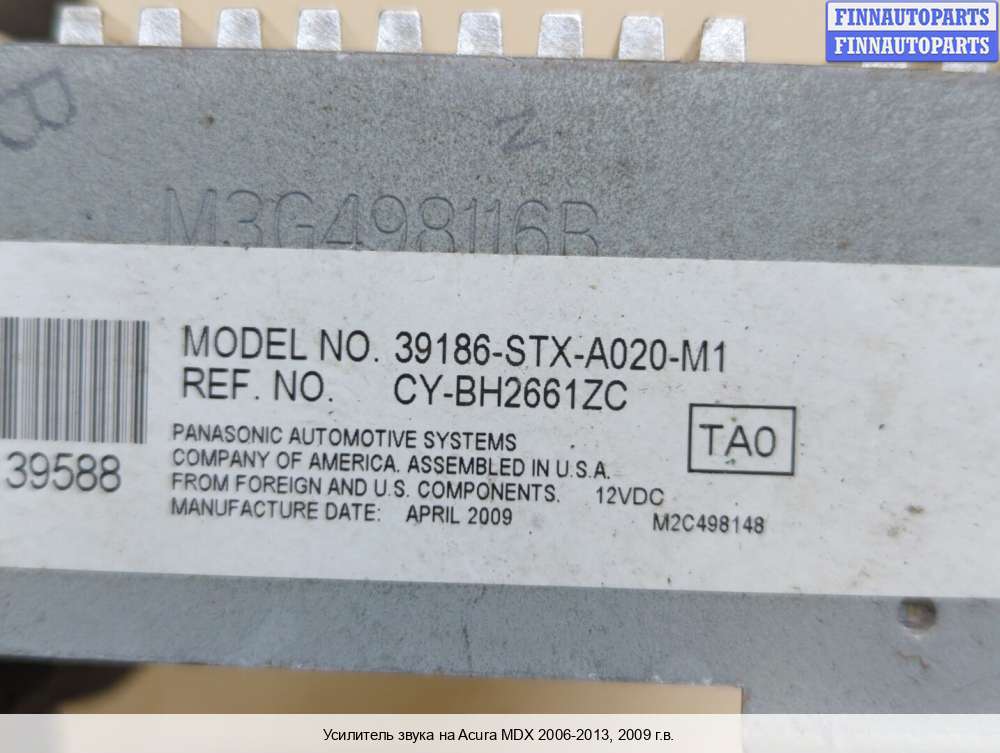 FINNAUTOPARTS
FINNAUTOPARTS
B
N
M3G498116B
MODEL NO. 39186-STX-A020-M1
REF. NO. CY-BH2661ZC
TA0
PANASONIC AUTOMOTIVE SYSTEMS
COMPANY OF AMERICA. ASSEMBLED IN U.S.A.
FROM FOREIGN AND U.S. COMPONENTS. 12VDC
MANUFACTURE DATE: APRIL 2009
M2C498148
39588
Усилитель звука на Acura MDX 2006-2013, 2009 г.в.